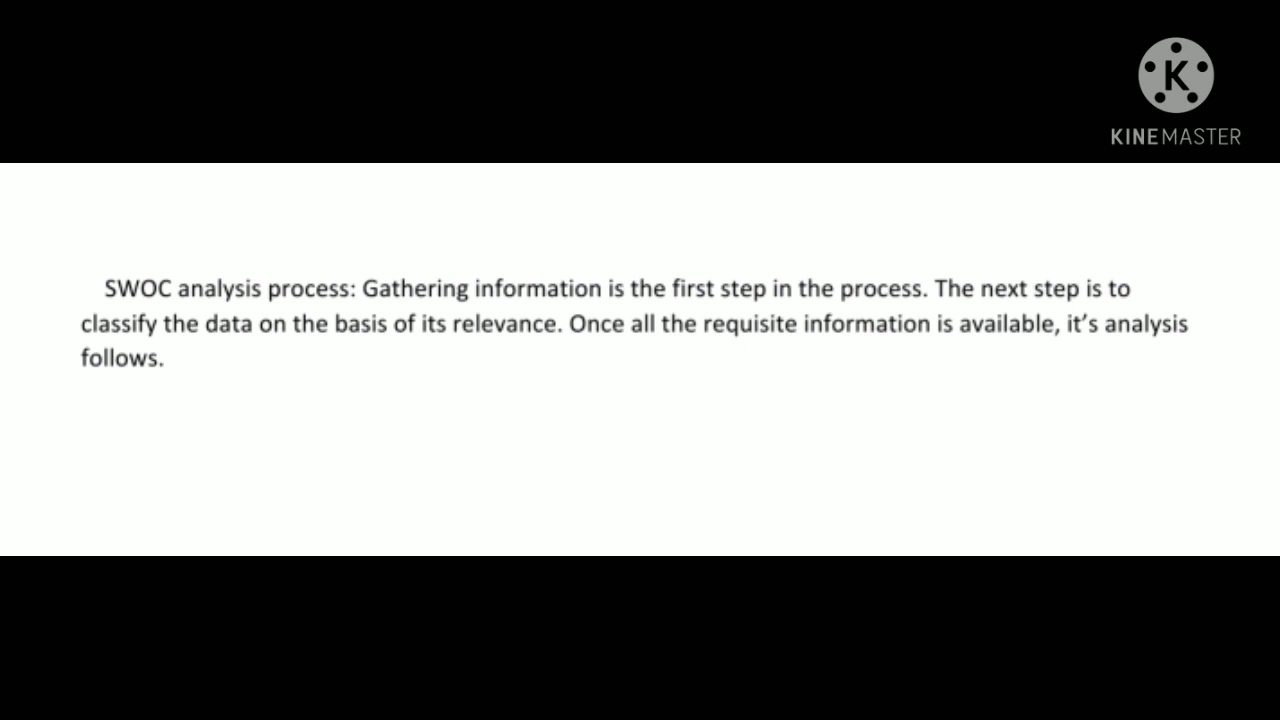 K
KINEMASTER
SWOC analysis process: Gathering information is the first step in the process. The next step is to
classify the data on the basis of its relevance. Once all the requisite information is available, it's analysis
follows.